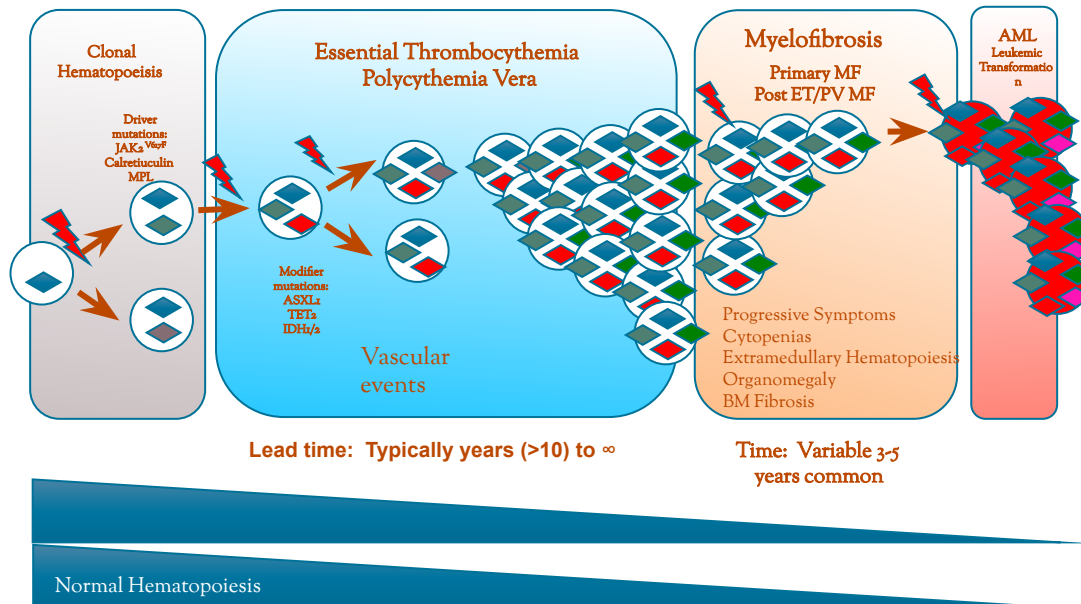 Clonal
Hematopoeisis
Driver
mutations:
JAK2 V617F
Calretiuculin
MPL
Essential Thrombocythemia
Polycythemia Vera
Modifier
mutations:
ASXL1
TET2
IDH1/2
Vascular
events
Myelofibrosis
Primary MF
Post ET/PV MF
Progressive Symptoms
Cytopenias
Extramedullary Hematopoiesis
Organomegaly
BM Fibrosis
AML
Leukemic
Transformatio
n
Lead time: Typically years (>10) to ∞
Time: Variable 3-5
years common
Normal Hematopoiesis